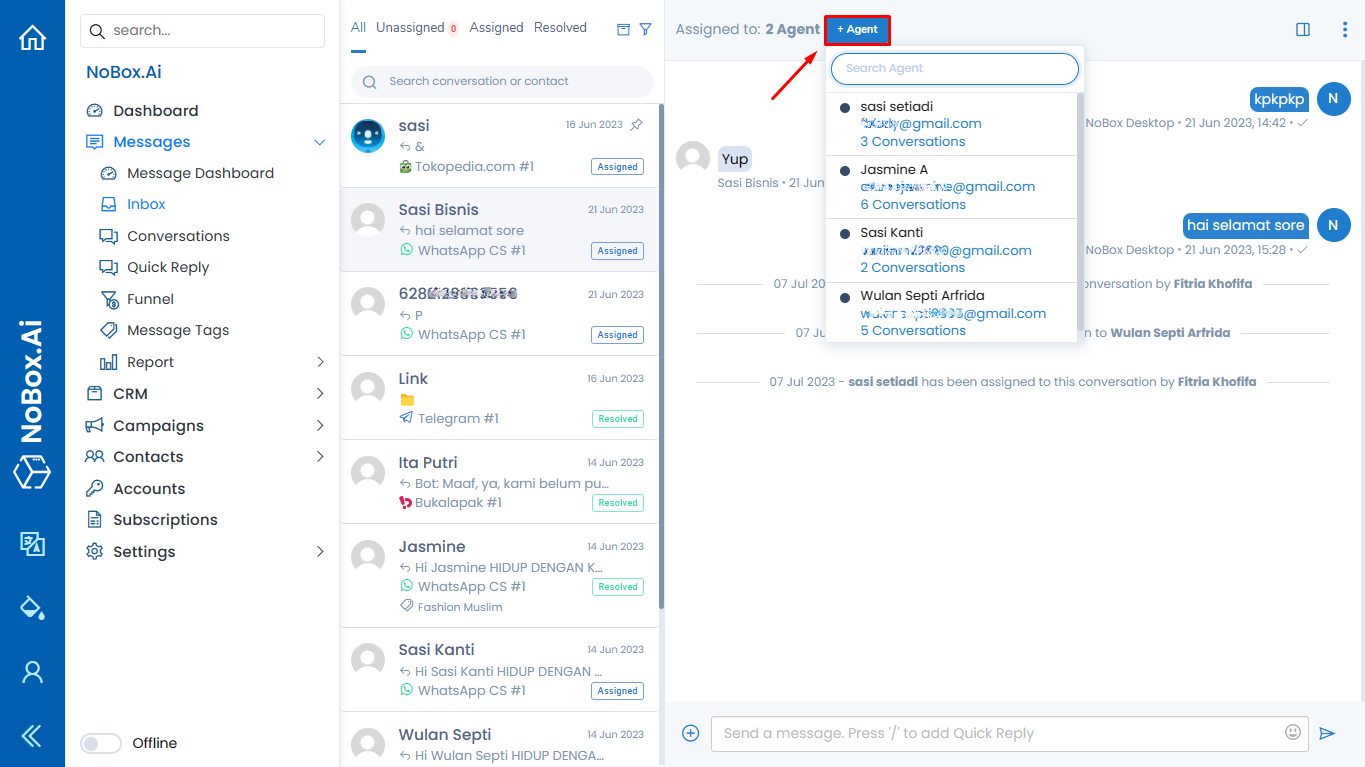 NoBox.Ai
search...
NoBox.Ai
Dashboard
Messages
Message Dashboard
Inbox
Conversations
Quick Reply
Funnel
Message Tags
Report
CRM
Campaigns
Contacts
Accounts
Subscriptions
Settings
Offline
All Unassigned 0 Assigned Resolved
Search conversation or contact
sasi 16 Jun 2023
&
Tokopedia.com #1 Assigned
Sasi Bisnis 21 Jun 2023
hai selamat sore
WhatsApp CS #1 Assigned
21 Jun 2023
P
WhatsApp CS #1 Assigned
Link 16 Jun 2023
Telegram #1 Resolved
Ita Putri 14 Jun 2023
Bot: Maaf, ya, kami belum pu...
Bukalapak #1 Resolved
Jasmine 14 Jun 2023
Hi Jasmine HIDUP DENGAN K...
WhatsApp CS #1 Resolved
Fashion Muslim
Sasi Kanti 14 Jun 2023
Hi Sasi Kanti HIDUP DENGAN ...
WhatsApp CS #1 Assigned
Wulan Septi 14 Jun 2023
Hi Wulan Septi HIDUP DENGA...
Assigned to: 2 Agent + Agent
Search Agent
sasi setiadi
@gmail.com
3 Conversations
Jasmine A
@gmail.com
6 Conversations
Sasi Kanti
@gmail.com
2 Conversations
Wulan Septi Arfrida
@gmail.com
5 Conversations
kpkpkp N
NoBox Desktop • 21 Jun 2023, 14:42 •
Yup
Sasi Bisnis • 21 Jun
hai selamat sore N
NoBox Desktop • 21 Jun 2023, 15:28 •
07 Jul 20 onversation by Fitria Khofifa
07 Ju n to Wulan Septi Arfrida
07 Jul 2023 - sasi setiadi has been assigned to this conversation by Fitria Khofifa
Send a message. Press '/' to add Quick Reply